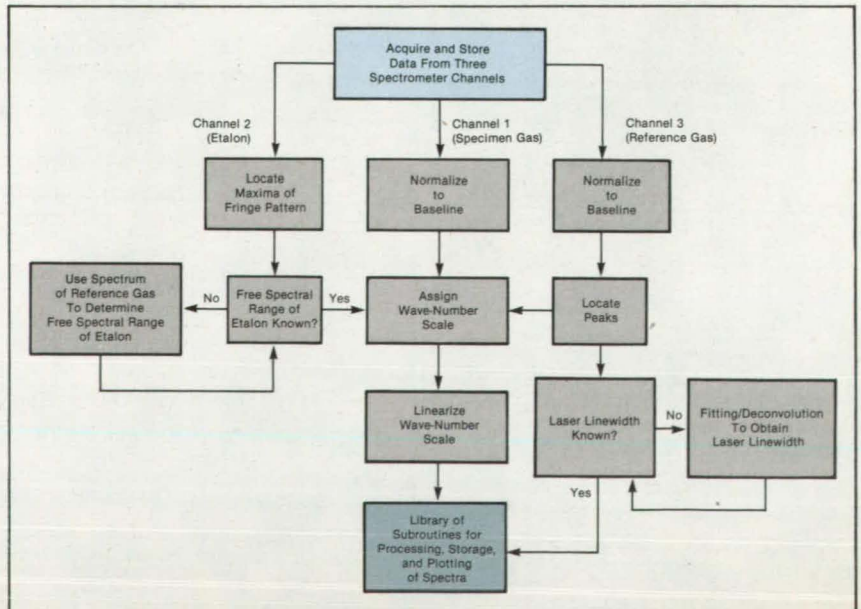 Acquire and Store
Data From Three
Spectrometer Channels
Channel 2
(Etalon)
Channel 1
(Specimen Gas)
Channel 3
(Reference Gas)
Locate
Maxima of
Fringe Pattern
Normalize
to
Baseline
Normalize
to
Baseline
Use Spectrum
of Reference Gas
To Determine
Free Spectral Range
of Etalon
No
Free Spectral
Range of
Etalon Known?
Yes
Assign
Wave-Number
Scale
Locate
Peaks
Linearize
Wave-Number
Scale
Laser Linewidth
Known?
No
Fitting/Deconvolution
To Obtain
Laser Linewidth
Yes
Library of
Subroutines for
Processing, Storage,
and Plotting
of Spectra